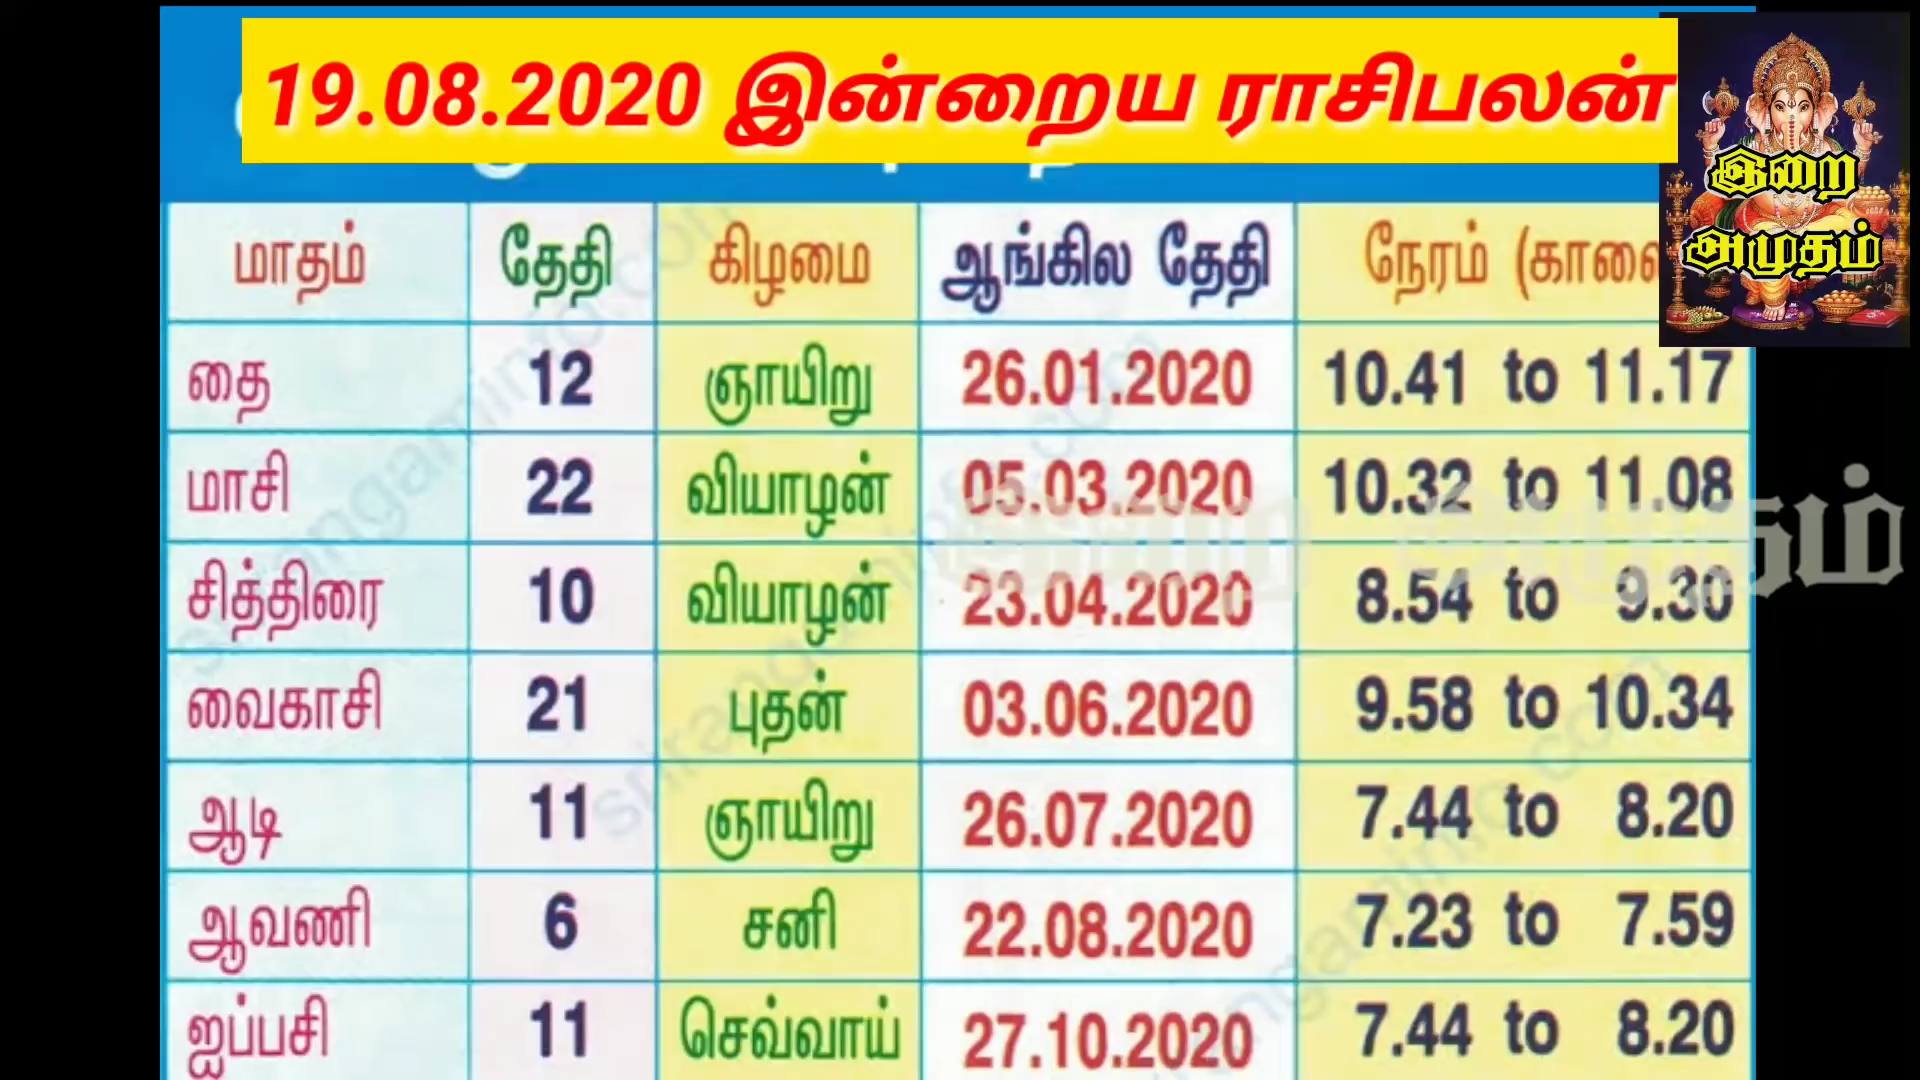 19.08.2020 இன்றைய ராசிபலன்
இறை
அமுதம்
மாதம் தேதி கிழமை ஆங்கில தேதி நேரம்
தை 12 ஞாயிறு 26.01.2020 10.41 to 11.17
மாசி 22 வியாழன் 05.03.2020 10.32 to 11.08
சித்திரை 10 வியாழன் 23.04.2020 8.54 to 9.30
வைகாசி 21 புதன் 03.06.2020 9.58 to 10.34
ஆடி 11 ஞாயிறு 26.07.2020 7.44 to 8.20
ஆவணி 6 சனி 22.08.2020 7.23 to 7.59
ஐப்பசி 11 செவ்வாய் 27.10.2020 7.44 to 8.20